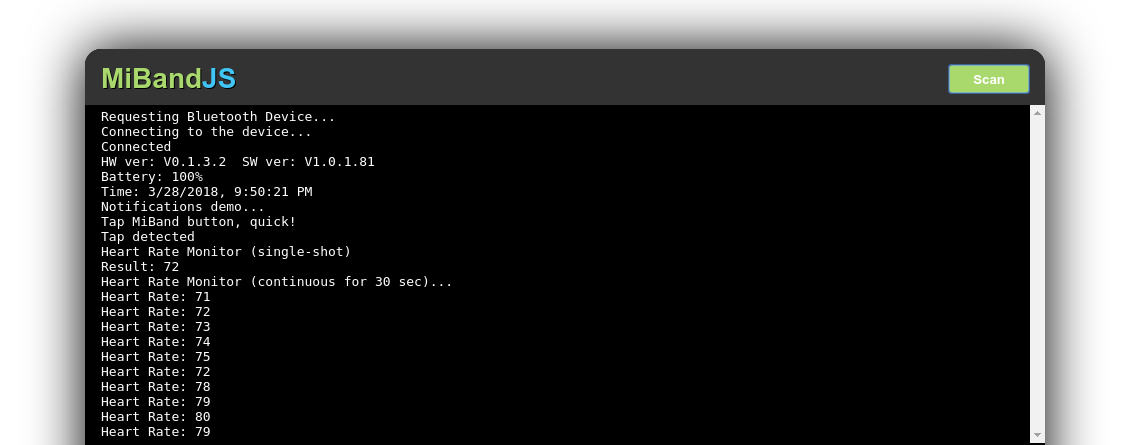 MiBandJS
Scan
Requesting Bluetooth Device...
Connecting to the device...
Connected
HW ver: V0.1.3.2  SW ver: V1.0.1.81
Battery: 100%
Time: 3/28/2018, 9:50:21 PM
Notifications demo...
Tap MiBand button, quick!
Tap detected
Heart Rate Monitor (single-shot)
Result: 72
Heart Rate Monitor (continuous for 30 sec)...
Heart Rate: 71
Heart Rate: 72
Heart Rate: 73
Heart Rate: 74
Heart Rate: 75
Heart Rate: 72
Heart Rate: 78
Heart Rate: 79
Heart Rate: 80
Heart Rate: 79